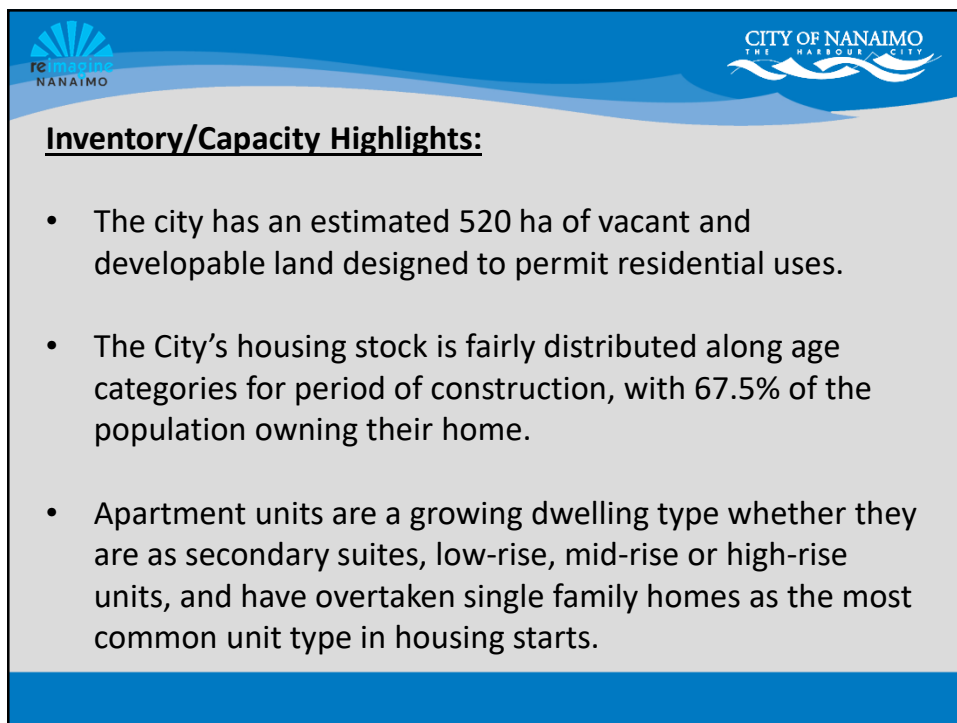 reimagine
NANAIMO
CITY OF NANAIMO
THE HARBOUR CITY
Inventory/Capacity Highlights:
• The city has an estimated 520 ha of vacant and
developable land designed to permit residential uses.
• The City’s housing stock is fairly distributed along age
categories for period of construction, with 67.5% of the
population owning their home.
• Apartment units are a growing dwelling type whether they
are as secondary suites, low-rise, mid-rise or high-rise
units, and have overtaken single family homes as the most
common unit type in housing starts.